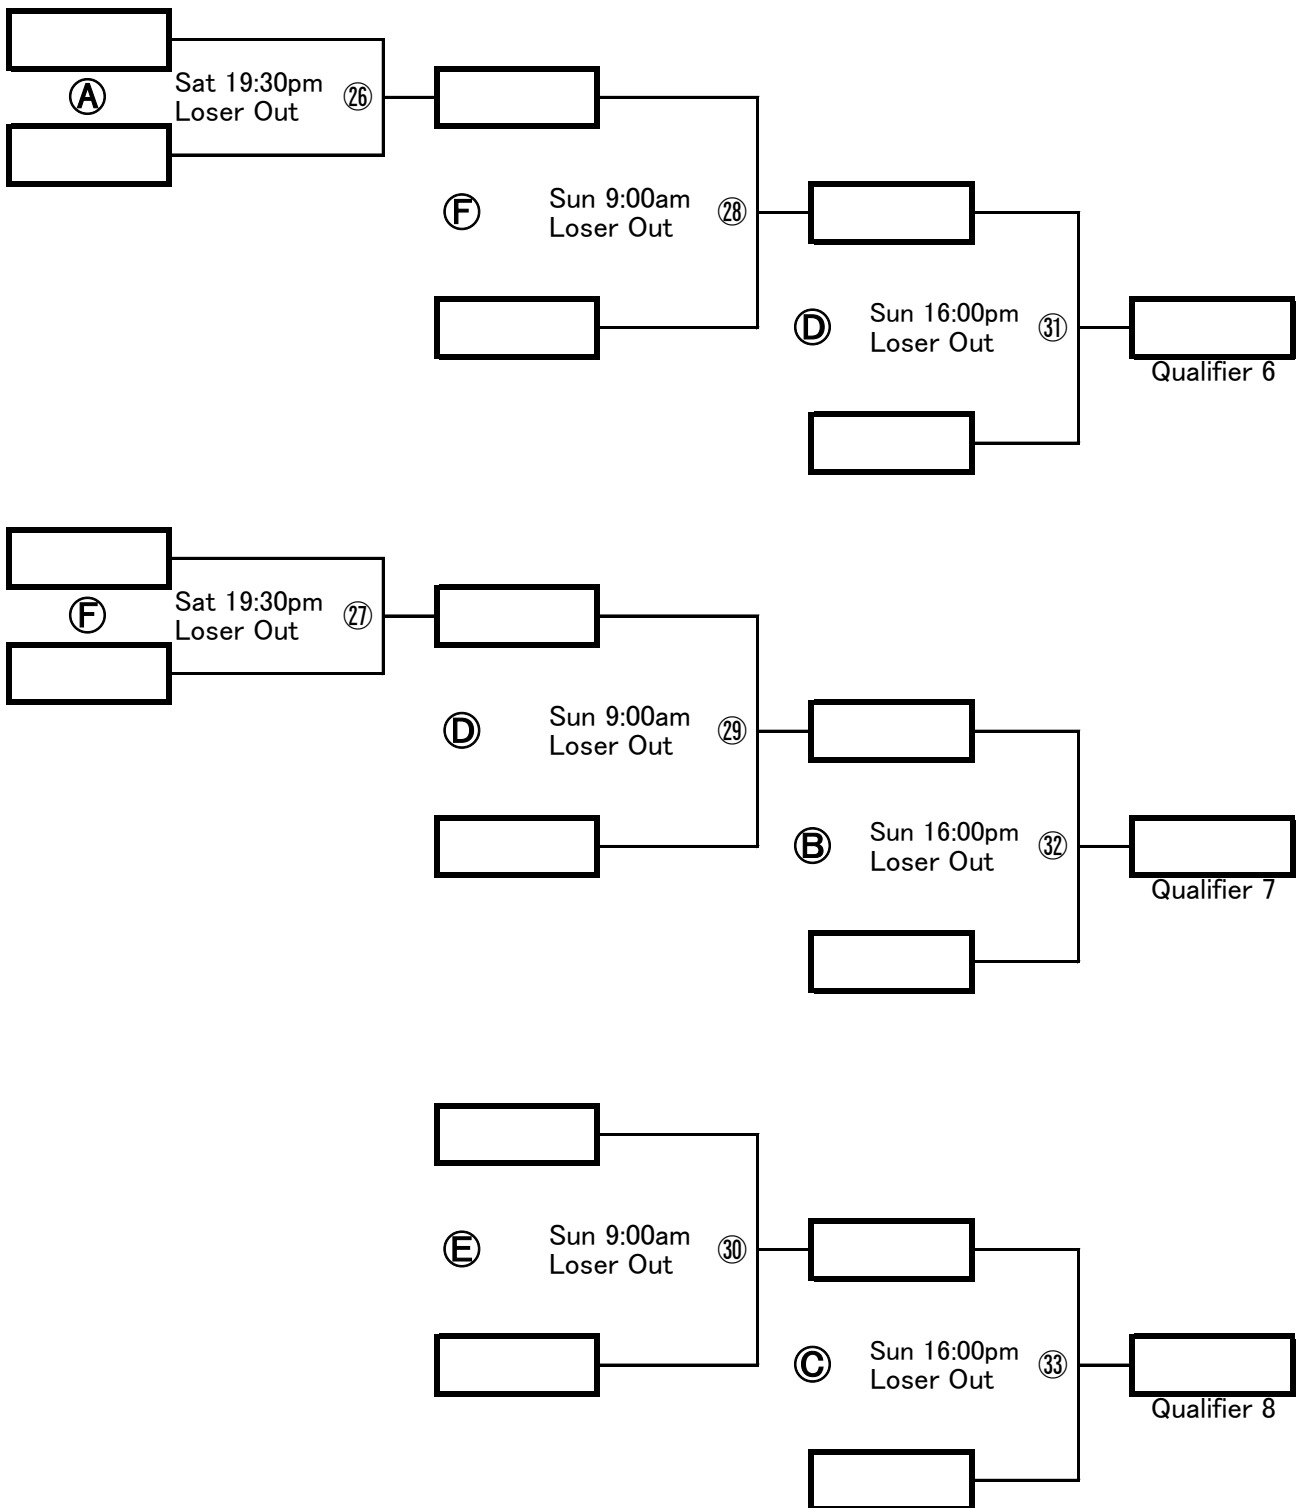 Ⓐ
Sat 19:30pm
Loser Out
㉖
Ⓕ
Sun 9:00am
Loser Out
㉘
Ⓓ
Sun 16:00pm
Loser Out
㉛
Qualifier 6
Ⓕ
Sat 19:30pm
Loser Out
㉗
Ⓓ
Sun 9:00am
Loser Out
㉙
Ⓑ
Sun 16:00pm
Loser Out
㉜
Qualifier 7
Ⓔ
Sun 9:00am
Loser Out
㉚
Ⓒ
Sun 16:00pm
Loser Out
㉝
Qualifier 8